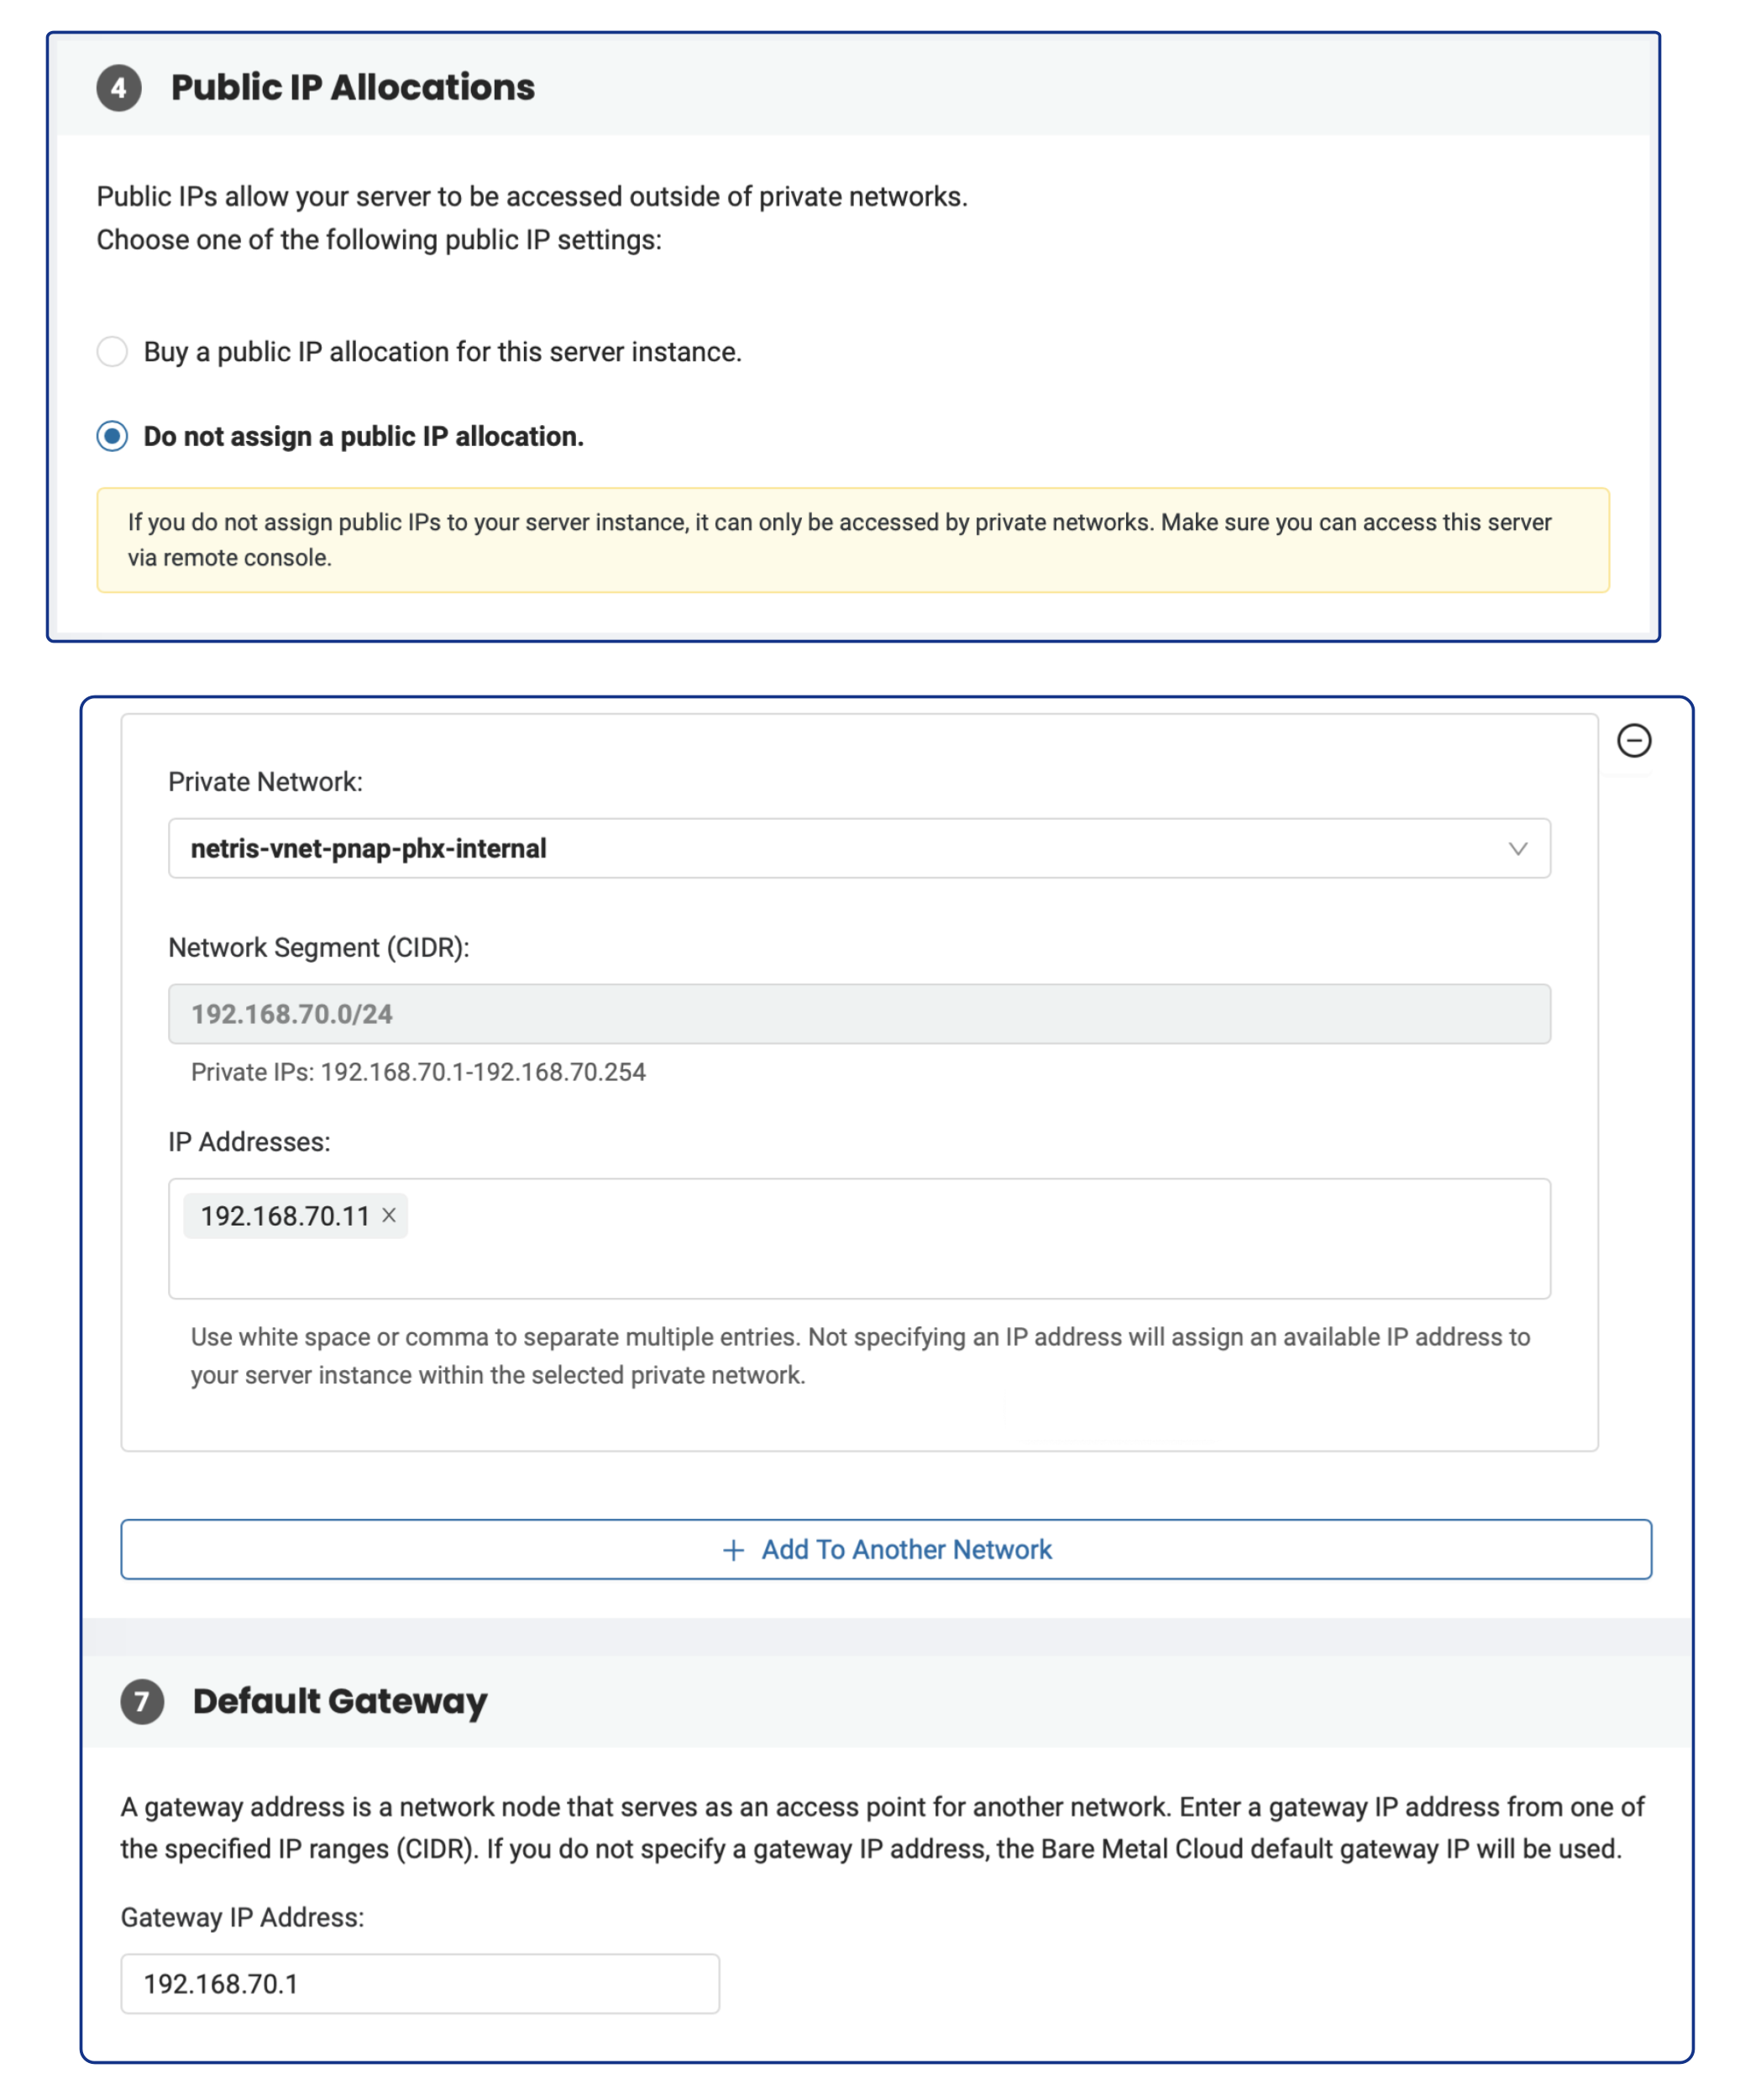 4 Public IP Allocations
Public IPs allow your server to be accessed outside of private networks.
Choose one of the following public IP settings:
Buy a public IP allocation for this server instance.
Do not assign a public IP allocation.
If you do not assign public IPs to your server instance, it can only be accessed by private networks. Make sure you can access this server
via remote console.
Private Network:
netris-vnet-pnap-phx-internal
Network Segment (CIDR):
192.168.70.0/24
Private IPs: 192.168.70.1-192.168.70.254
IP Addresses:
192.168.70.11 ×
Use white space or comma to separate multiple entries. Not specifying an IP address will assign an available IP address to
your server instance within the selected private network.
+ Add To Another Network
7 Default Gateway
A gateway address is a network node that serves as an access point for another network. Enter a gateway IP address from one of
the specified IP ranges (CIDR). If you do not specify a gateway IP address, the Bare Metal Cloud default gateway IP will be used.
Gateway IP Address:
192.168.70.1